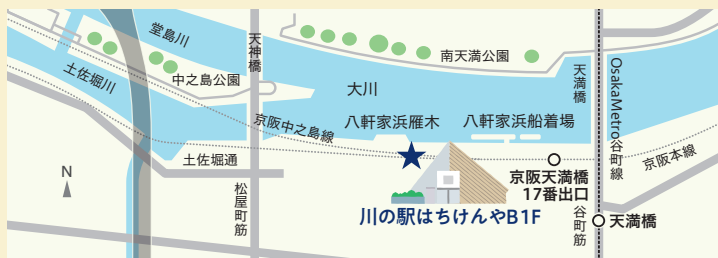 堂島川
土佐堀川
中之島公園
天神橋
大川
南天満公園
天満橋
OsakaMetro谷町線
京阪中之島線
八軒家浜雁木
八軒家浜船着場
京阪本線
土佐堀通
N
松屋町筋
京阪天満橋
17番出口
川の駅はちけんやB1F
谷町筋
天満橋